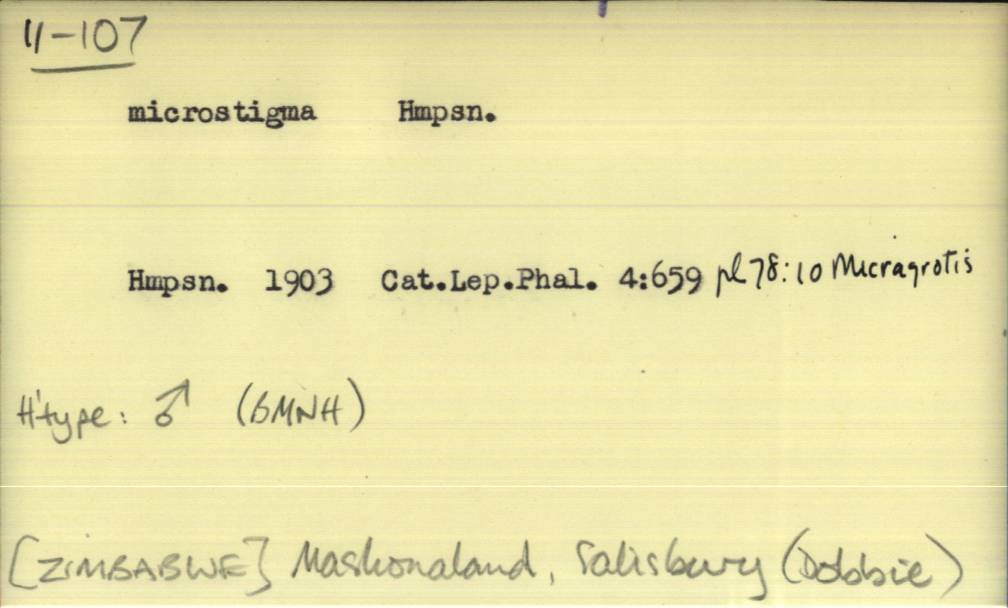 11-107
microstigma Hmpsn.
Hmpsn. 1903 Cat.Lep.Phal. 4:659 pl 78:10 Micragrotis
H'type: ♂ (BMNH)
[ZIMBABWE] Mashonaland, Salisbury (Dobbie)